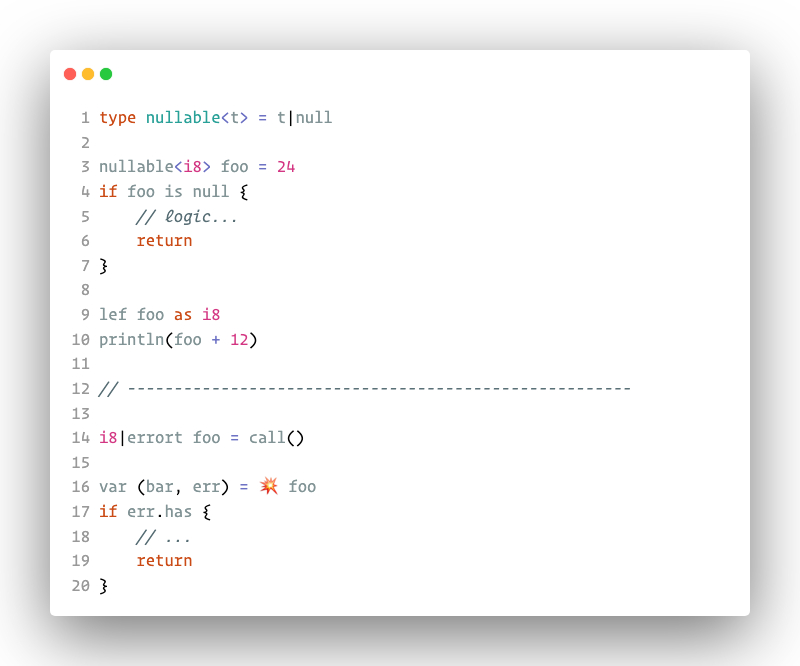 1 type nullable<t> = t|null
2
3 nullable<i8> foo = 24
4 if foo is null {
5     // logic...
6     return
7 }
8
9 lef foo as i8
10 println(foo + 12)
11
12 // ------------------------------------------------------
13
14 i8|errort foo = call()
15
16 var (bar, err) = 💥 foo
17 if err.has {
18     // ...
19     return
20 }